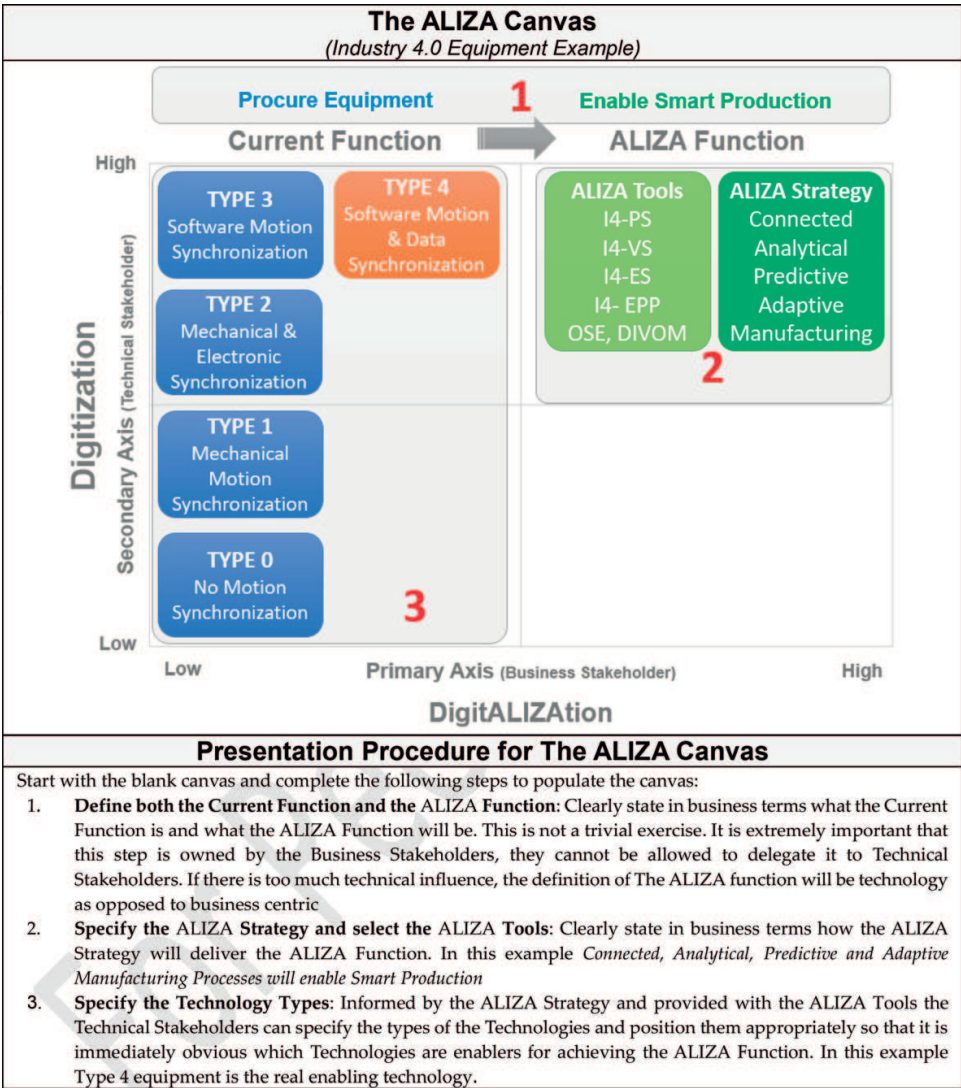 The ALIZA Canvas
(Industry 4.0 Equipment Example)
Procure Equipment
1
Enable Smart Production
Current Function
ALIZA Function
High
TYPE 3
Software Motion
Synchronization
TYPE 4
Software Motion
& Data
Synchronization
ALIZA Tools
I4-PS
I4-VS
I4-ES
I4- EPP
OSE, DIVOM
ALIZA Strategy
Connected
Analytical
Predictive
Adaptive
Manufacturing
2
TYPE 2
Mechanical &
Electronic
Synchronization
TYPE 1
Mechanical
Motion
Synchronization
TYPE 0
No Motion
Synchronization
3
Digitization
Secondary Axis (Technical Stakeholder)
Low
Low
Primary Axis (Business Stakeholder)
High
DigitALIZAtion
Presentation Procedure for The ALIZA Canvas
Start with the blank canvas and complete the following steps to populate the canvas:
1. Define both the Current Function and the ALIZA Function: Clearly state in business terms what the Current
Function is and what the ALIZA Function will be. This is not a trivial exercise. It is extremely important that
this step is owned by the Business Stakeholders, they cannot be allowed to delegate it to Technical
Stakeholders. If there is too much technical influence, the definition of The ALIZA function will be technology
as opposed to business centric
2. Specify the ALIZA Strategy and select the ALIZA Tools: Clearly state in business terms how the ALIZA
Strategy will deliver the ALIZA Function. In this example Connected, Analytical, Predictive and Adaptive
Manufacturing Processes will enable Smart Production
3. Specify the Technology Types: Informed by the ALIZA Strategy and provided with the ALIZA Tools the
Technical Stakeholders can specify the types of the Technologies and position them appropriately so that it is
immediately obvious which Technologies are enablers for achieving the ALIZA Function. In this example
Type 4 equipment is the real enabling technology.